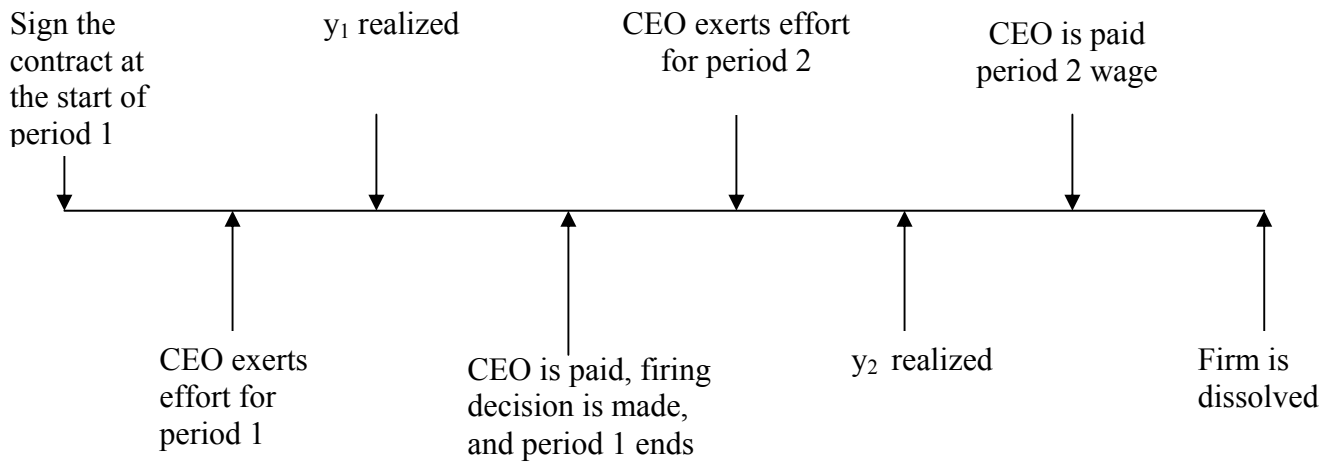 Sign the
contract at
the start of
period 1
y₁ realized
CEO exerts effort
for period 2
CEO is paid
period 2 wage
CEO exerts
effort for
period 1
CEO is paid, firing
decision is made,
and period 1 ends
y₂ realized
Firm is
dissolved